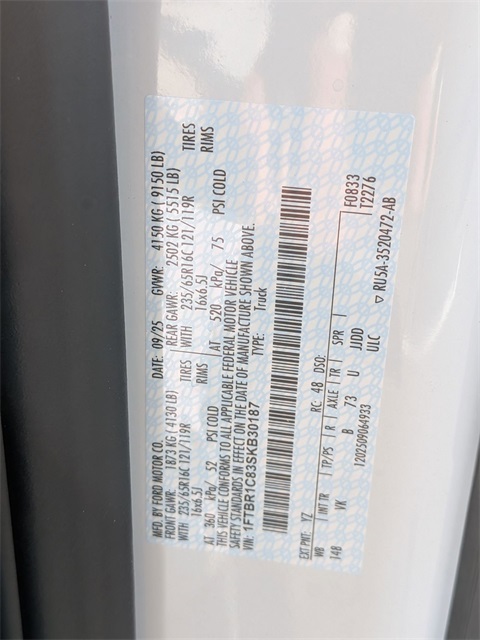 MFD. BY FORD MOTOR CO. DATE: 09/25 GVWR: 4150 KG ( 9150 LB)
FRONT GAWR: 1873 KG ( 4130 LB) REAR GAWR: 2502 KG ( 5515 LB)
WITH 235/65R16C 121/119R TIRES WITH 235/65R16C 121/119R TIRES
16x6.5J RIMS 16x6.5J RIMS
AT 360 kPa/ 52 PSI COLD AT 520 kPa/ 75 PSI COLD
THIS VEHICLE CONFORMS TO ALL APPLICABLE FEDERAL MOTOR VEHICLE
SAFETY STANDARDS IN EFFECT ON THE DATE OF MANUFACTURE SHOWN ABOVE.
VIN: 1FTBR1C83SKB30187 TYPE: Truck
F0833
T2276
EXT PNT: YZ RC: 48 DSO:
WB INT TR TP/PS R AXLE TR SPR
148 VK B 73 U JJDD
ULC
1202509064933 ▽ RU5A-3520472-AB